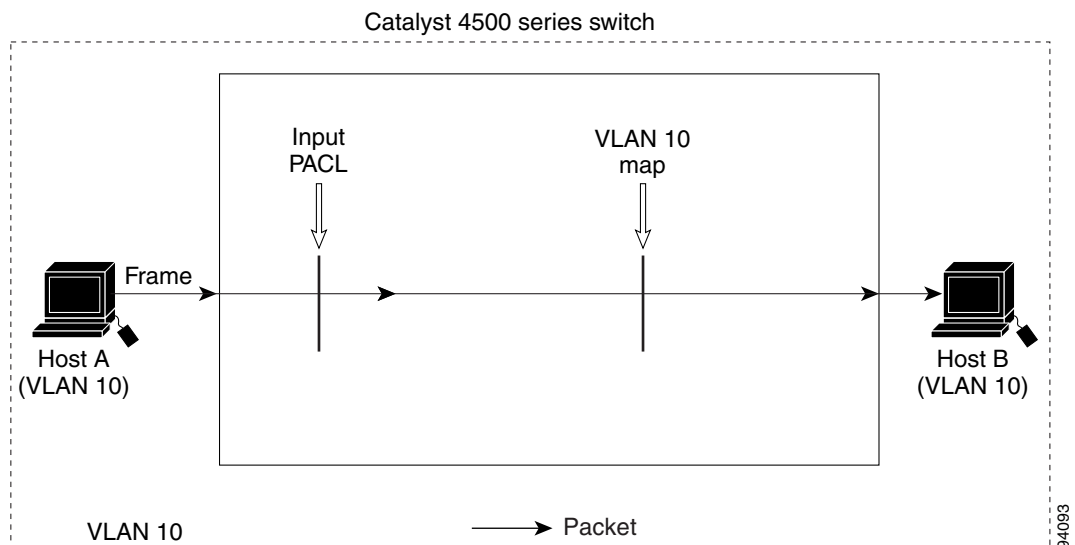 Catalyst 4500 series switch
Input
PACL
VLAN 10
map
Frame
Host A
(VLAN 10)
Host B
(VLAN 10)
VLAN 10
Packet
94093